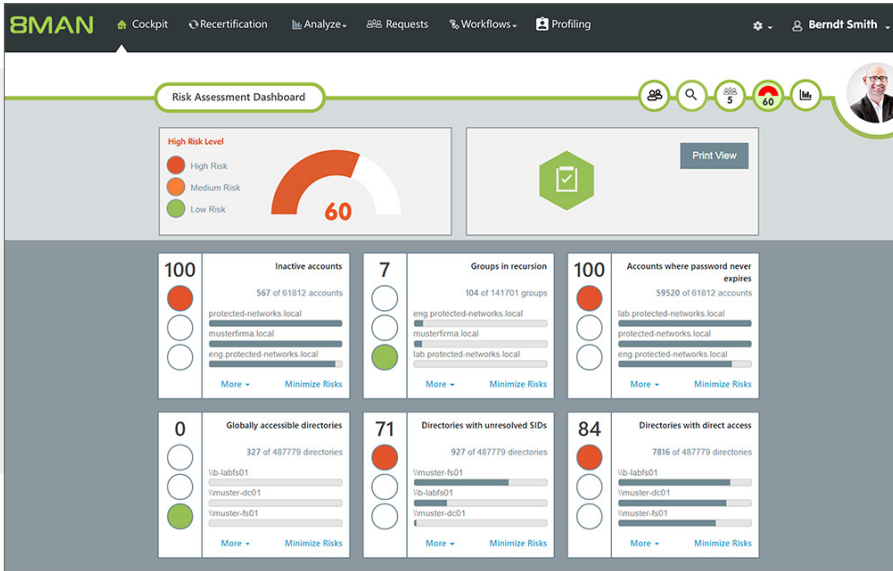 8MAN Cockpit Recertification Analyze Requests Workflows Profiling Berndt Smith
Risk Assessment Dashboard 5 60
High Risk Level
High Risk
Medium Risk
Low Risk
60
Print View
100 Inactive accounts
567 of 61812 accounts
protected-networks.local
musterfirma.local
eng.protected-networks.local
More Minimize Risks
7 Groups in recursion
104 of 141701 groups
eng.protected-networks.local
musterfirma.local
lab.protected-networks.local
More Minimize Risks
100 Accounts where password never
expires
59520 of 61812 accounts
lab.protected-networks.local
protected-networks.local
eng.protected-networks.local
More Minimize Risks
0 Globally accessible directories
327 of 487779 directories
\\b-labfs01
\\muster-dc01
\\muster-fs01
More Minimize Risks
71 Directories with unresolved SIDs
927 of 487779 directories
\\muster-fs01
\\b-labfs01
\\muster-dc01
More Minimize Risks
84 Directories with direct access
7816 of 487779 directories
\\b-labfs01
\\muster-dc01
\\muster-fs01
More Minimize Risks